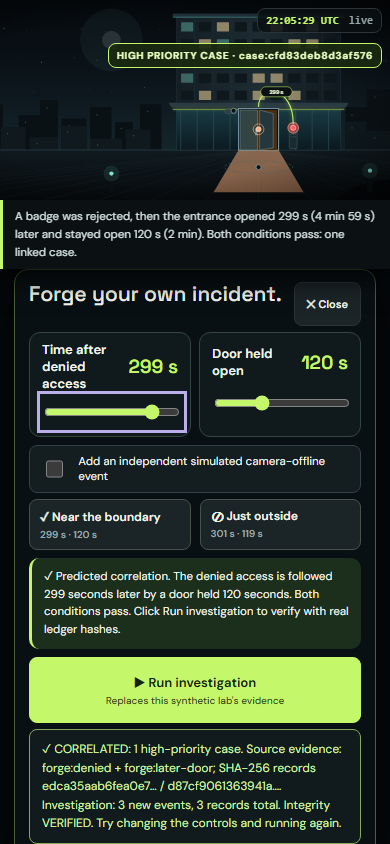 22:05:29 UTC live
HIGH PRIORITY CASE · case:cfd83deb8d3af576
299 s
A badge was rejected, then the entrance opened 299 s (4 min 59 s)
later and stayed open 120 s (2 min). Both conditions pass: one
linked case.
Forge your own incident.
✕ Close
Time after
denied
access
299 s
Door held
open
120 s
Add an independent simulated camera-offline
event
✓ Near the boundary
299 s · 120 s
⊘ Just outside
301 s · 119 s
✓ Predicted correlation. The denied access is followed
299 seconds later by a door held 120 seconds. Both
conditions pass. Click Run investigation to verify with real
ledger hashes.
▶ Run investigation
Replaces this synthetic lab's evidence
✓ CORRELATED: 1 high-priority case. Source evidence:
forge:denied + forge:later-door; SHA-256 records
edca35aab6fea0e7… / d87cf9061363941a….
Investigation: 3 new events, 3 records total. Integrity
VERIFIED. Try changing the controls and running again.